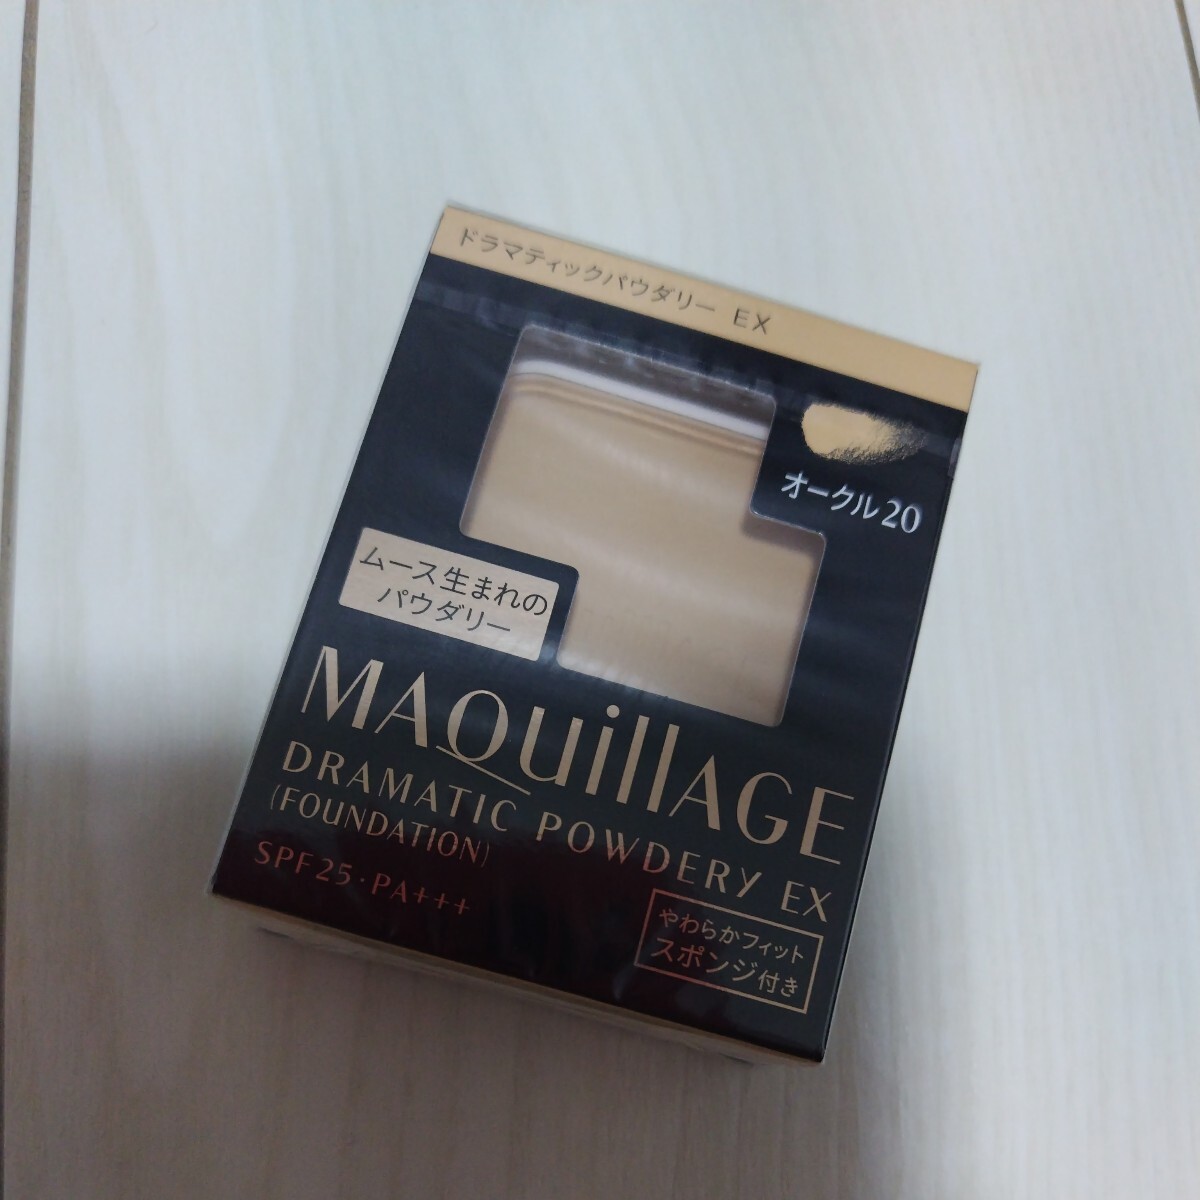 ドラマティックパウダリー EX
オークル20
ムース生まれの
パウダリー
MAQuillAGE
DRAMATIC POWDERY EX
(FOUNDATION)
SPF25・PA+++
やわらかフィット
スポンジ付き